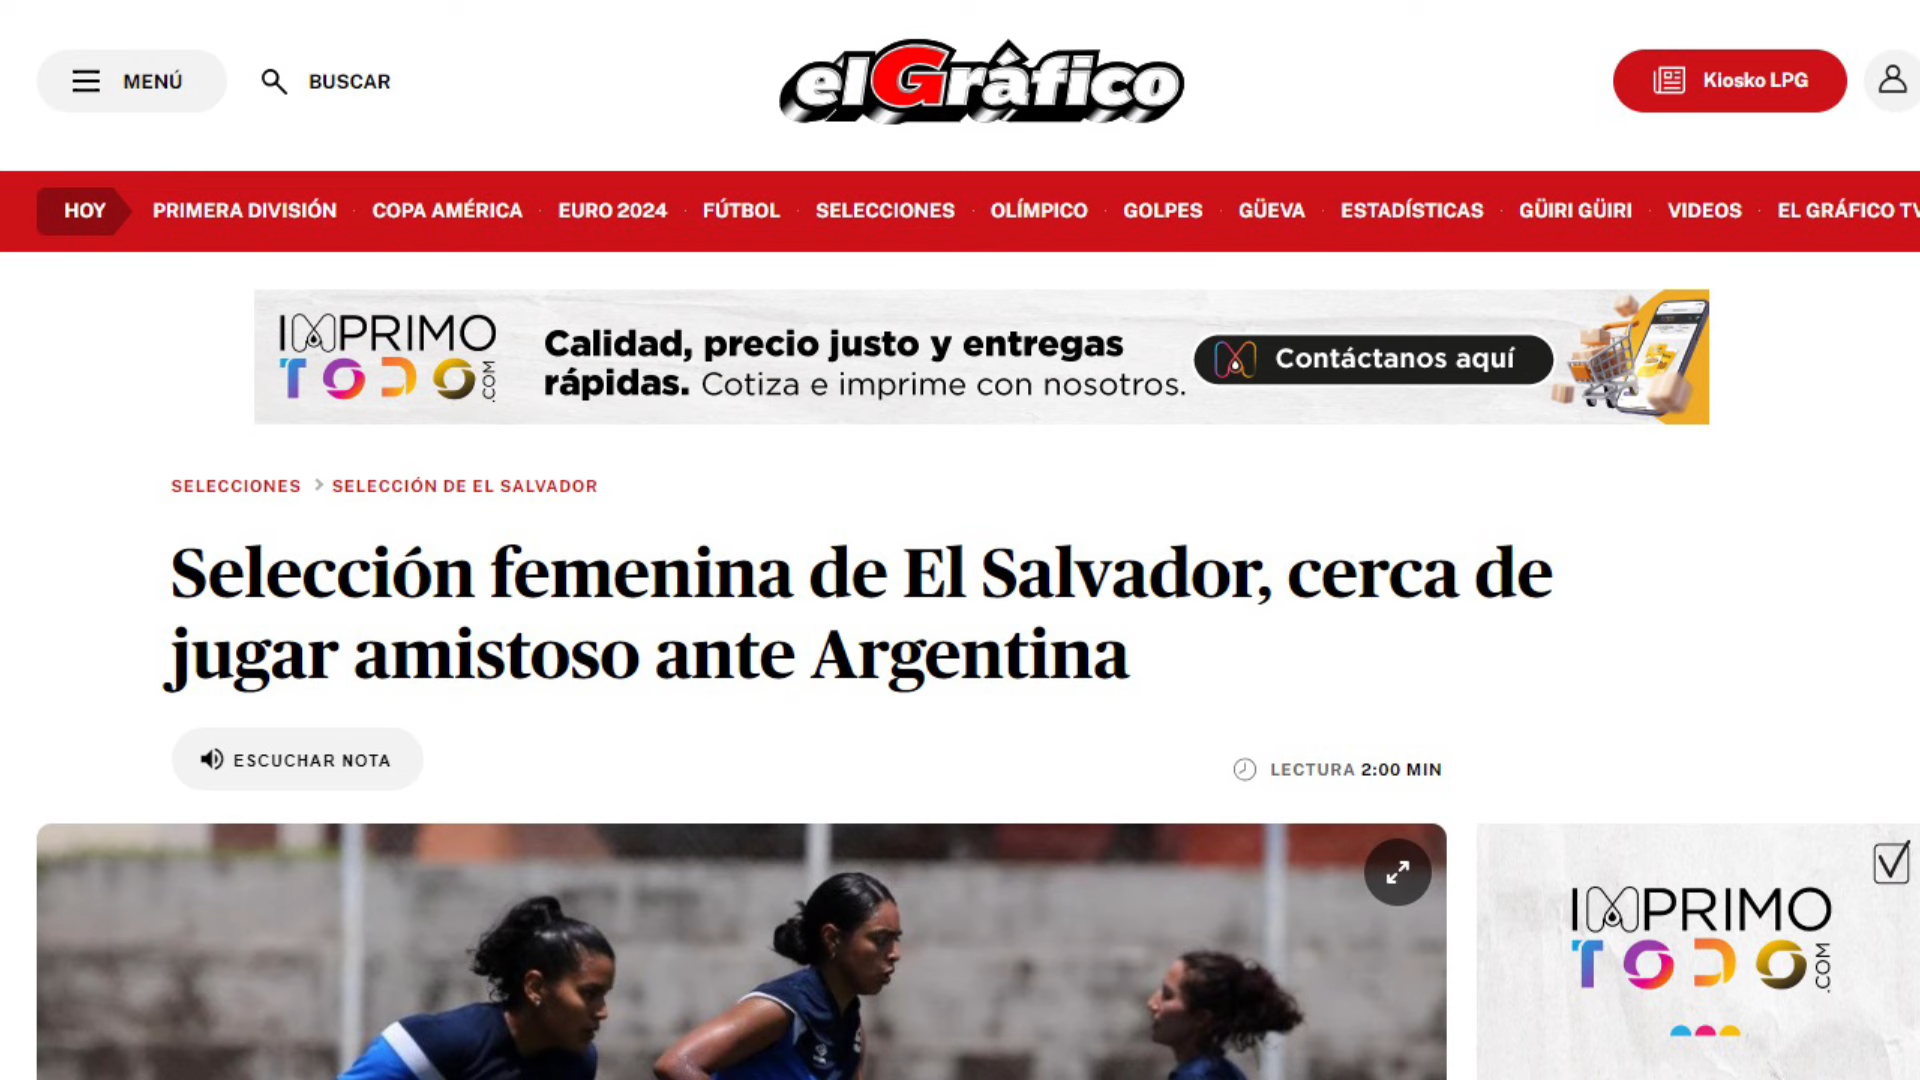 MENÚ
BUSCAR
elGráfico
Kiosko LPG
HOY
PRIMERA DIVISIÓN
COPA AMÉRICA
EURO 2024
FÚTBOL
SELECCIONES
OLÍMPICO
GOLPES
GÜEVA
ESTADÍSTICAS
GÜIRI GÜIRI
VIDEOS
EL GRÁFICO TV
IMPRIMO
TODO.COM
Calidad, precio justo y entregas
rápidas. Cotiza e imprime con nosotros.
Contáctanos aquí
SELECCIONES > SELECCIÓN DE EL SALVADOR
Selección femenina de El Salvador, cerca de
jugar amistoso ante Argentina
ESCUCHAR NOTA
LECTURA 2:00 MIN
IMPRIMO
TODO.COM